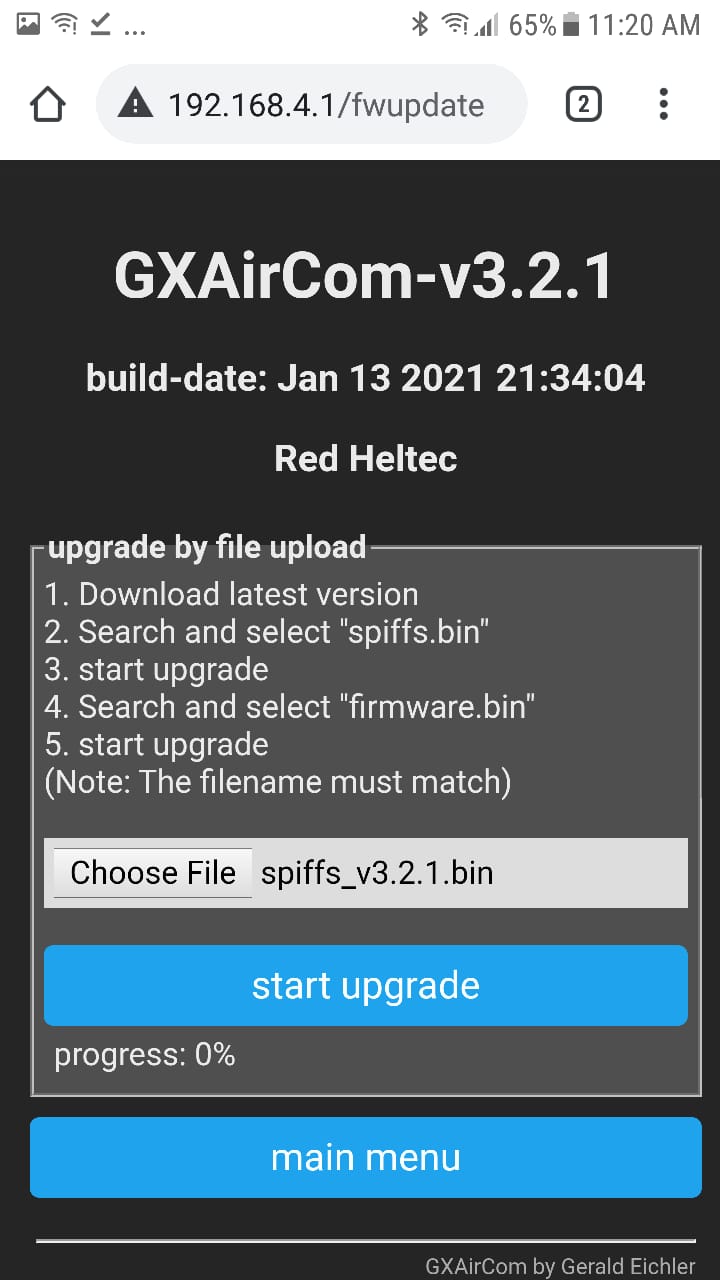 ... 65% 11:20 AM
192.168.4.1/fwupdate 2
GXAirCom-v3.2.1
build-date: Jan 13 2021 21:34:04
Red Heltec
upgrade by file upload
1. Download latest version
2. Search and select "spiffs.bin"
3. start upgrade
4. Search and select "firmware.bin"
5. start upgrade
(Note: The filename must match)
Choose File spiffs_v3.2.1.bin
start upgrade
progress: 0%
main menu
GXAirCom by Gerald Eichler